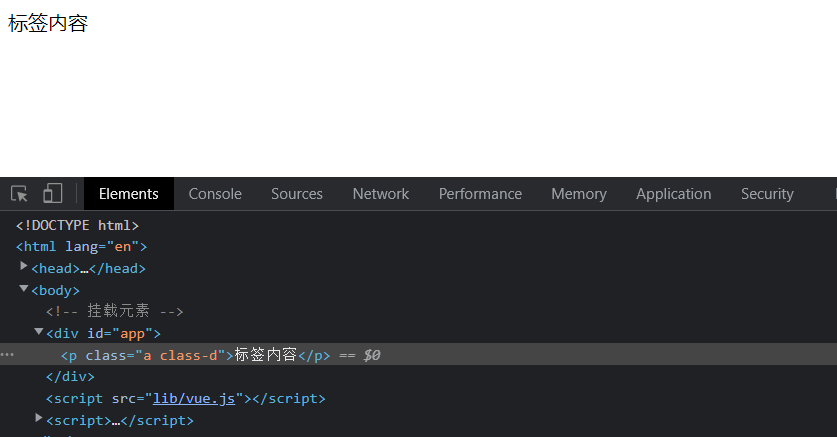 标签内容
Elements Console Sources Network Performance Memory Application Security
<!DOCTYPE html>
<html lang="en">
<head>…</head>
<body>
<!-- 挂载元素 -->
<div id="app">
<p class="a class-d">标签内容</p> == $0
</div>
<script src="lib/vue.js"></script>
<script>…</script>